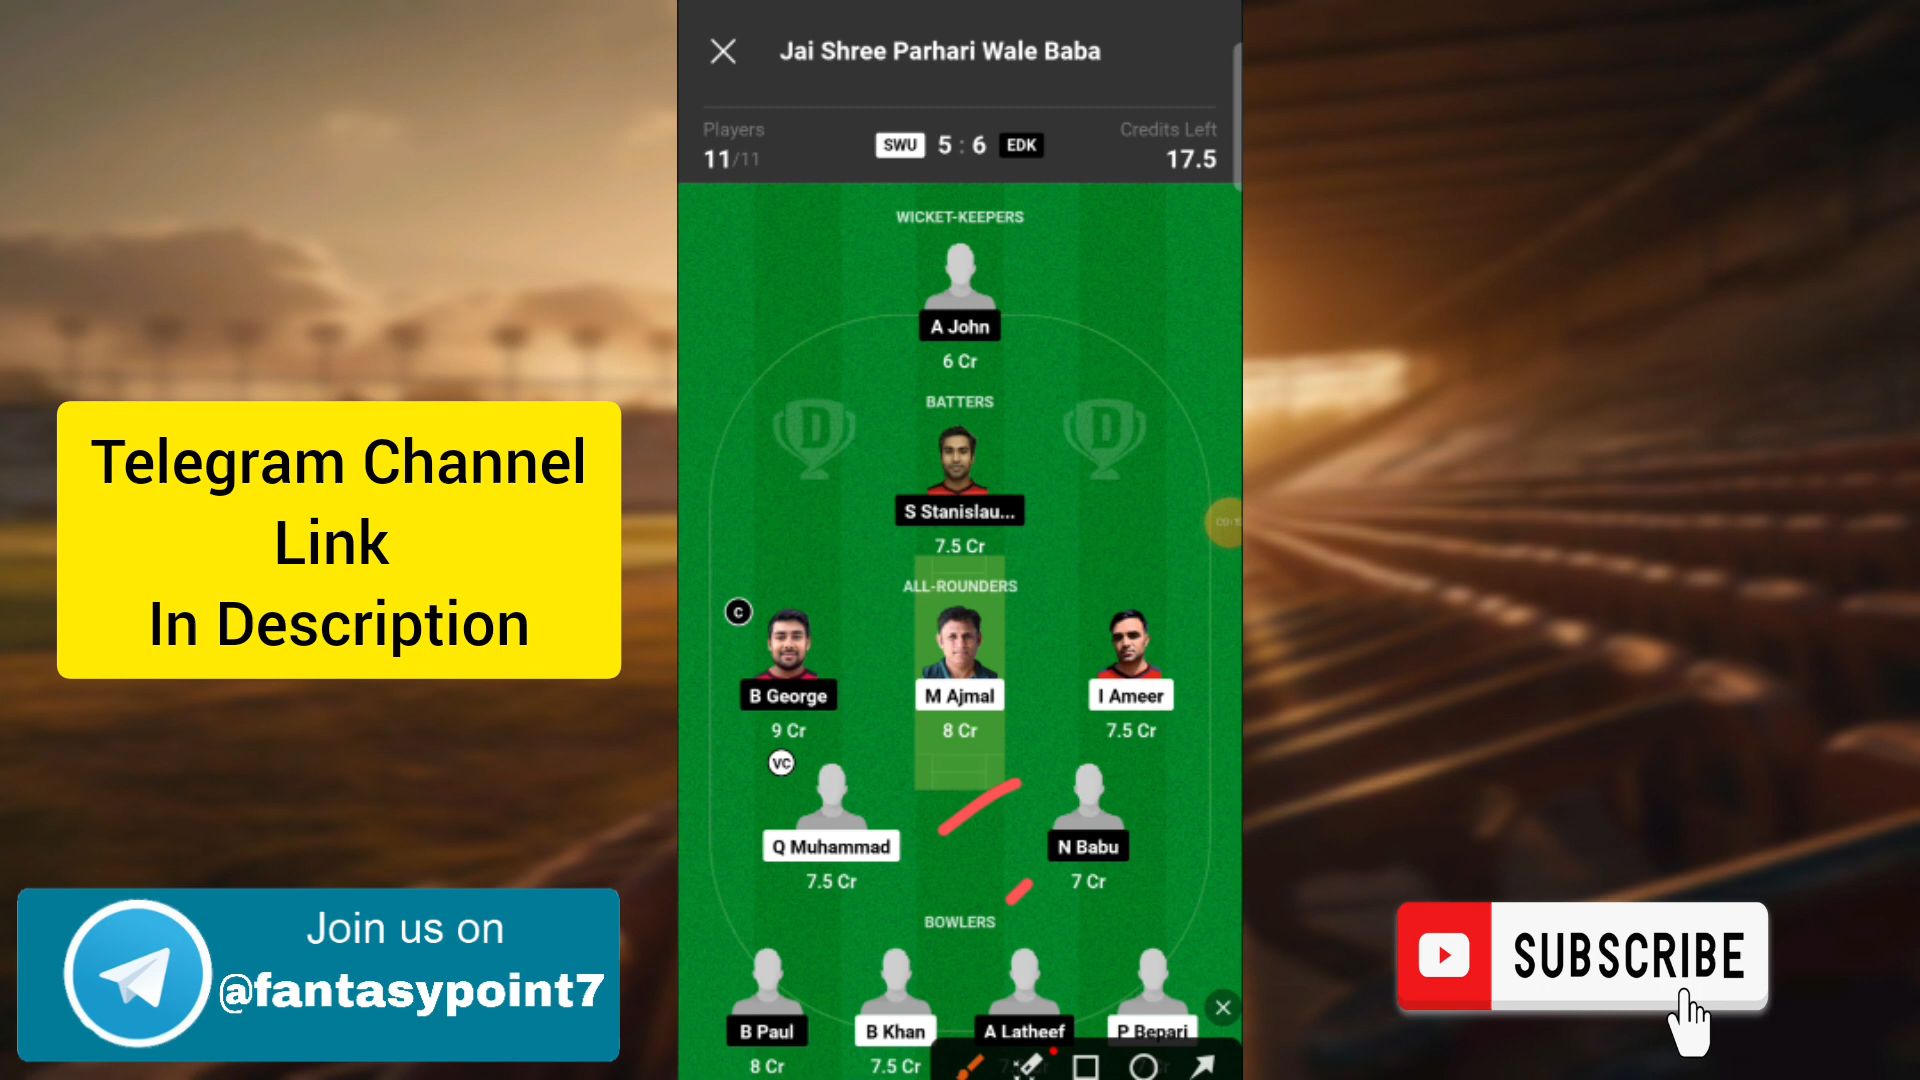 Jai Shree Parhari Wale Baba
Players
11/11
SWU 5 : 6 EDK
Credits Left
17.5
WICKET-KEEPERS
A John
6 Cr
BATTERS
D
D
S Stanislau...
7.5 Cr
ALL-ROUNDERS
C
B George
9 Cr
M Ajmal
8 Cr
I Ameer
7.5 Cr
VC
Q Muhammad
7.5 Cr
N Babu
7 Cr
BOWLERS
B Paul
8 Cr
B Khan
7.5 Cr
A Latheef
P Bepari
Telegram Channel
Link
In Description
Join us on
@fantasypoint7
SUBSCRIBE